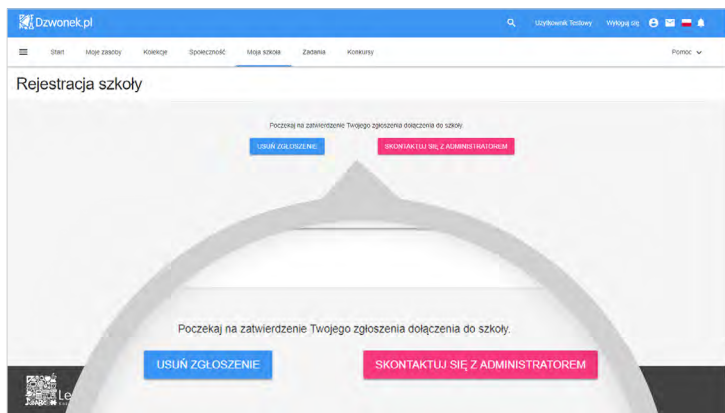 Dzwonek.pl
Użytkownik Testowy Wyloguj się
Start Moje zasoby Kolekcje Społeczność Moja szkoła Zadania Konkursy Pomoc
Rejestracja szkoły
Poczekaj na zatwierdzenie Twojego zgłoszenia dołączenia do szkoły.
USUŃ ZGŁOSZENIE SKONTAKTUJ SIĘ Z ADMINISTRATOREM
Poczekaj na zatwierdzenie Twojego zgłoszenia dołączenia do szkoły.
USUŃ ZGŁOSZENIE SKONTAKTUJ SIĘ Z ADMINISTRATOREM
Le